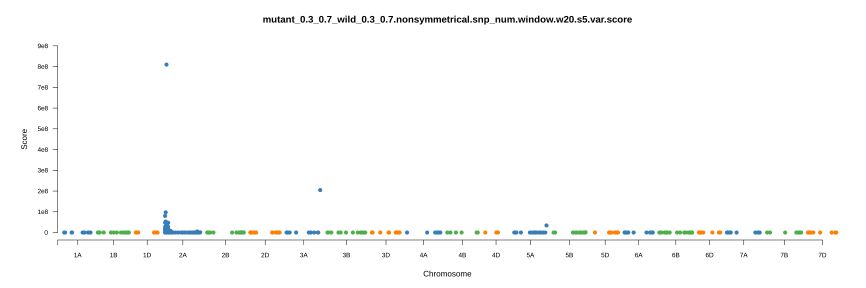 mutant_0.3_0.7_wild_0.3_0.7.nonsymmetrical.snp_num.window.w20.s5.var.score
9e8
8e8
7e8
6e8
5e8
4e8
3e8
2e8
1e8
0
Score
1A 1B 1D 2A 2B 2D 3A 3B 3D 4A 4B 4D 5A 5B 5D 6A 6B 6D 7A 7B 7D
Chromosome